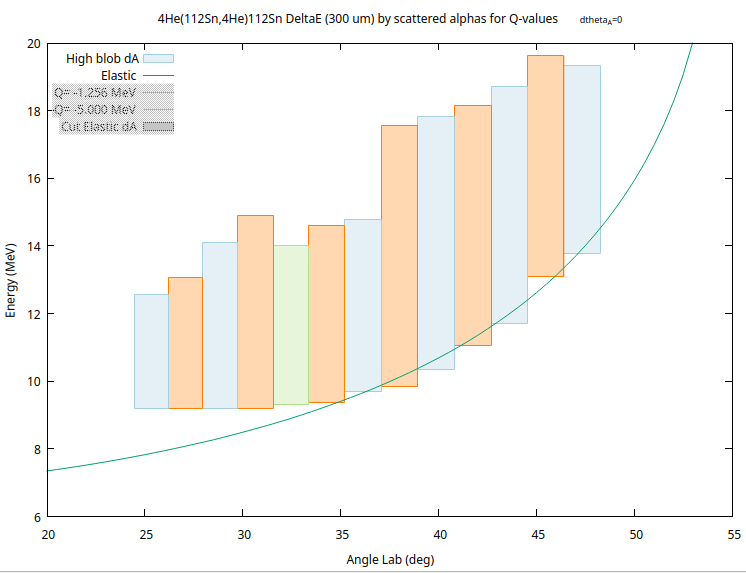 4He(112Sn,4He)112Sn DeltaE (300 um) by scattered alphas for Q-values dthetaA=0
High blob dA
Elastic
Q= -1.256 MeV
Q= -5.000 MeV
Cut Elastic dA
20
18
16
14
12
10
8
6
Energy (MeV)
20 25 30 35 40 45 50 55
Angle Lab (deg)